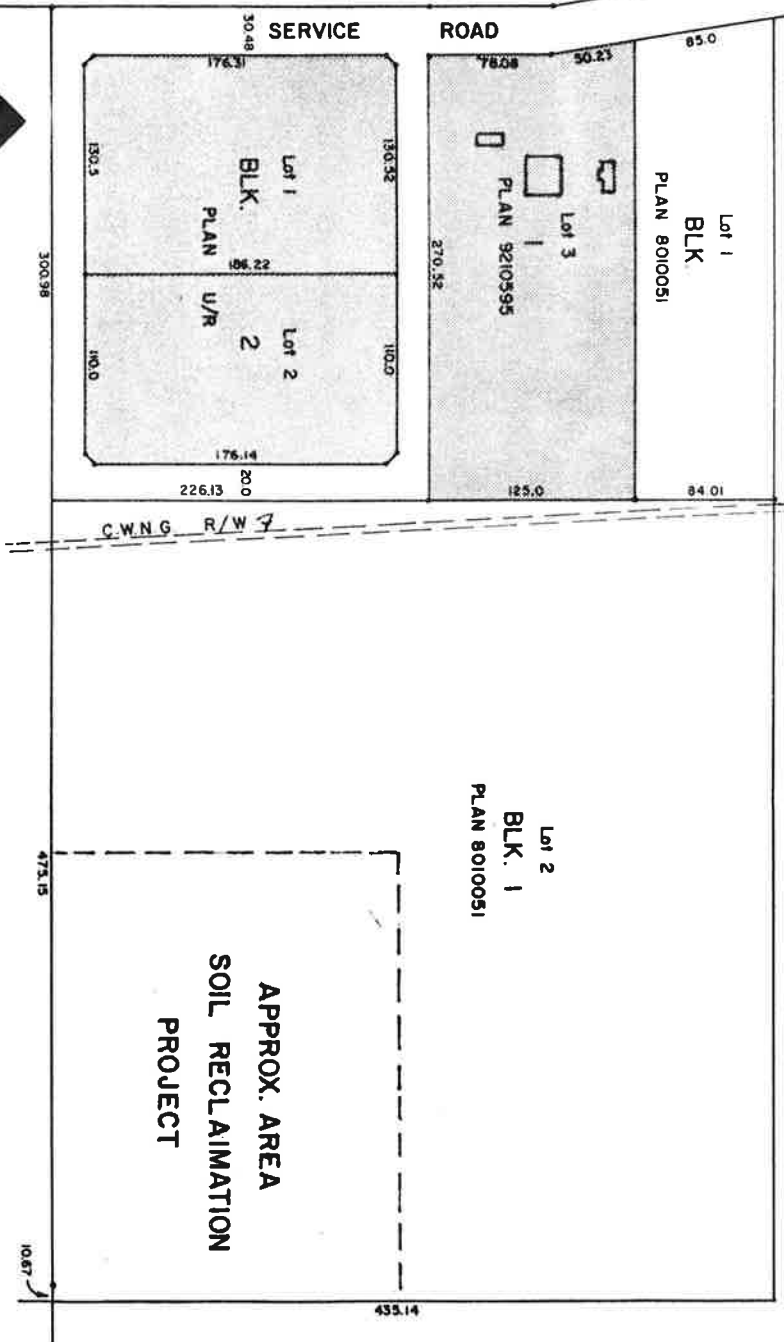 SERVICE ROAD
30.48
176.31
78.08
50.23
85.0
130.5
130.52
Lot 1
BLK.
PLAN
186.22
U/R
2
Lot 2
110.0
110.0
176.14
20.0
226.13
300.98
270.52
Lot 3
1
PLAN 9210595
125.0
Lot 1
BLK.
PLAN 8010051
84.01
C.W.N.G R/W 7
Lot 2
BLK. 1
PLAN 8010051
475.15
APPROX. AREA
SOIL RECLAIMATION
PROJECT
10.67
435.14